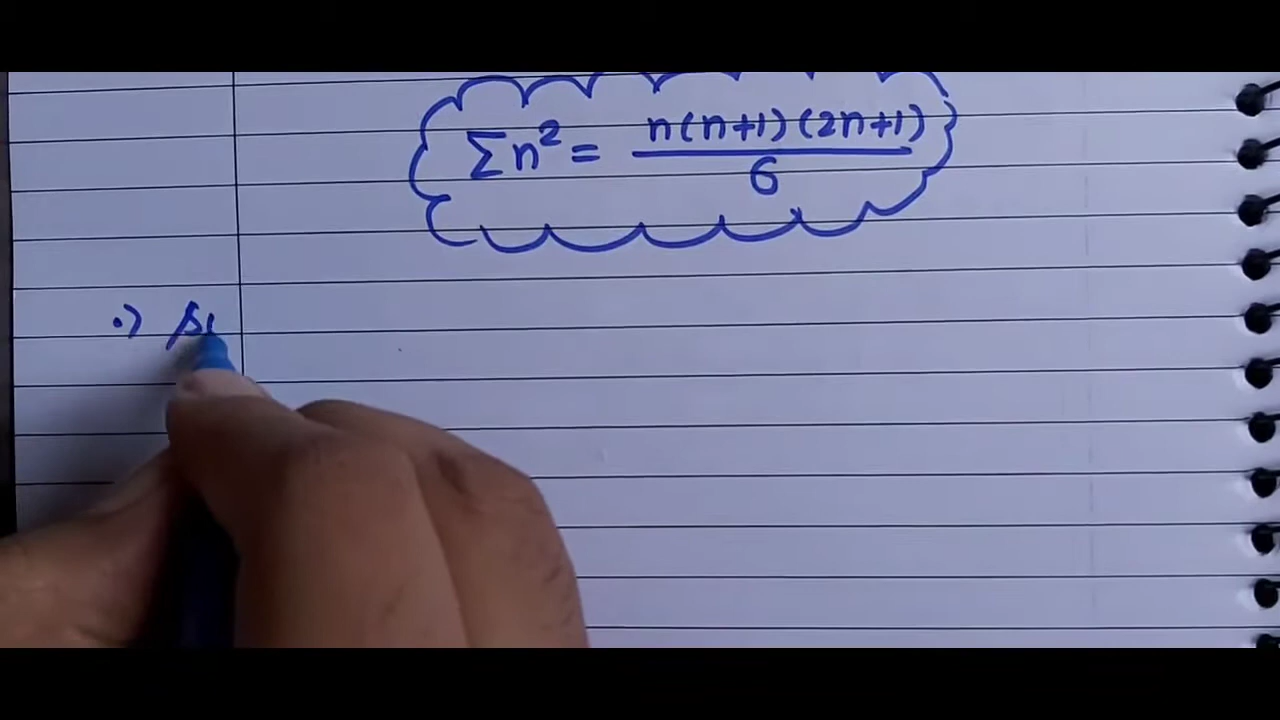 Σn² = n(n+1)(2n+1)/6
•)